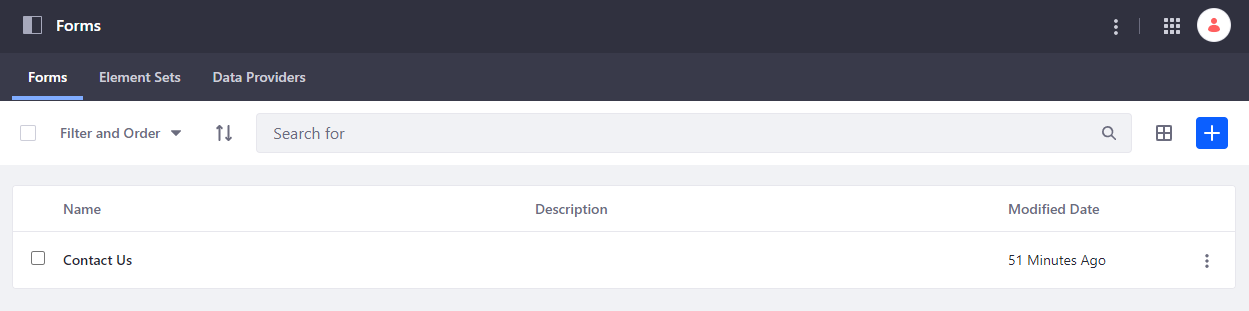 Forms
Forms Element Sets Data Providers
Filter and Order Search for
Name Description Modified Date
Contact Us 51 Minutes Ago